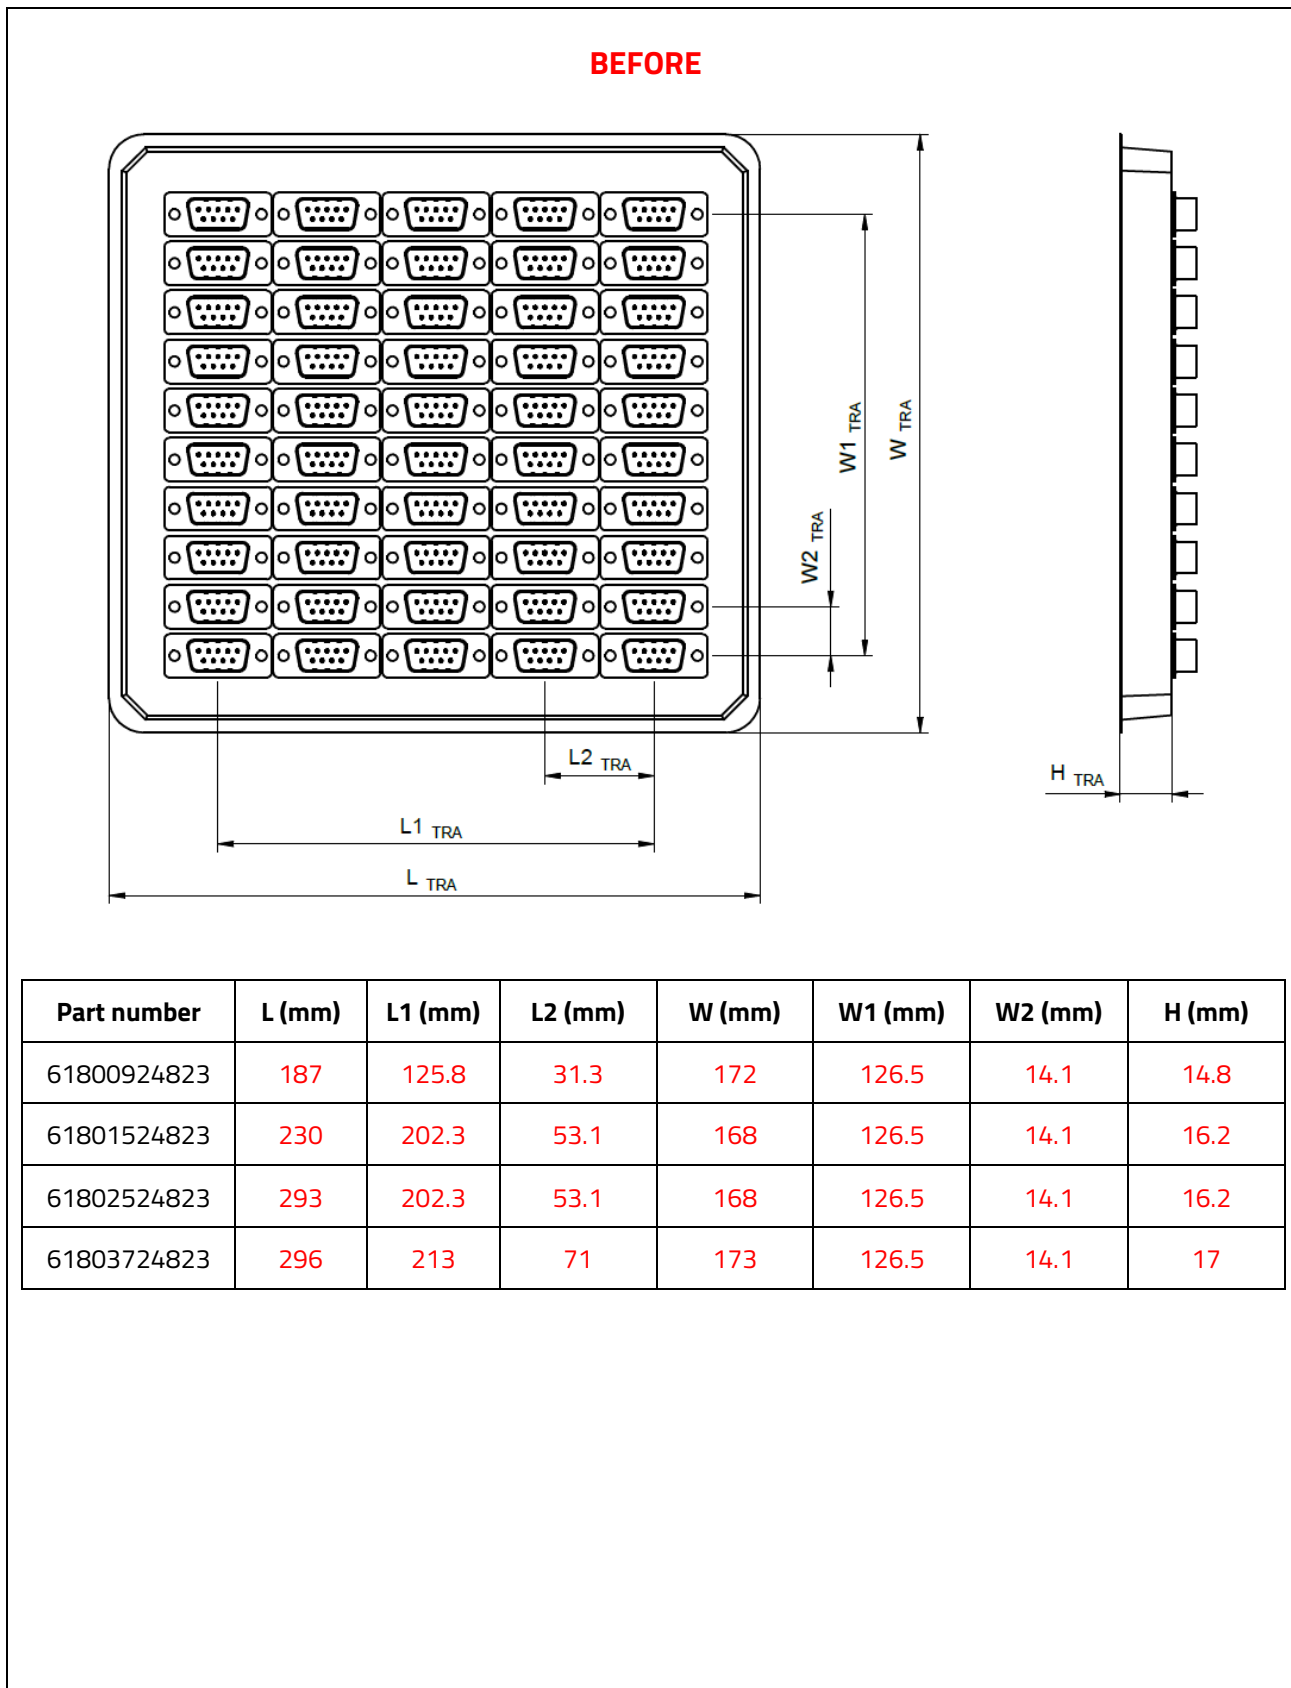 BEFORE
W1 TRA
W TRA
W2 TRA
L2 TRA
H TRA
L1 TRA
L TRA
Part number L (mm) L1 (mm) L2 (mm) W (mm) W1 (mm) W2 (mm) H (mm)
61800924823 187 125.8 31.3 172 126.5 14.1 14.8
61801524823 230 202.3 53.1 168 126.5 14.1 16.2
61802524823 293 202.3 53.1 168 126.5 14.1 16.2
61803724823 296 213 71 173 126.5 14.1 17